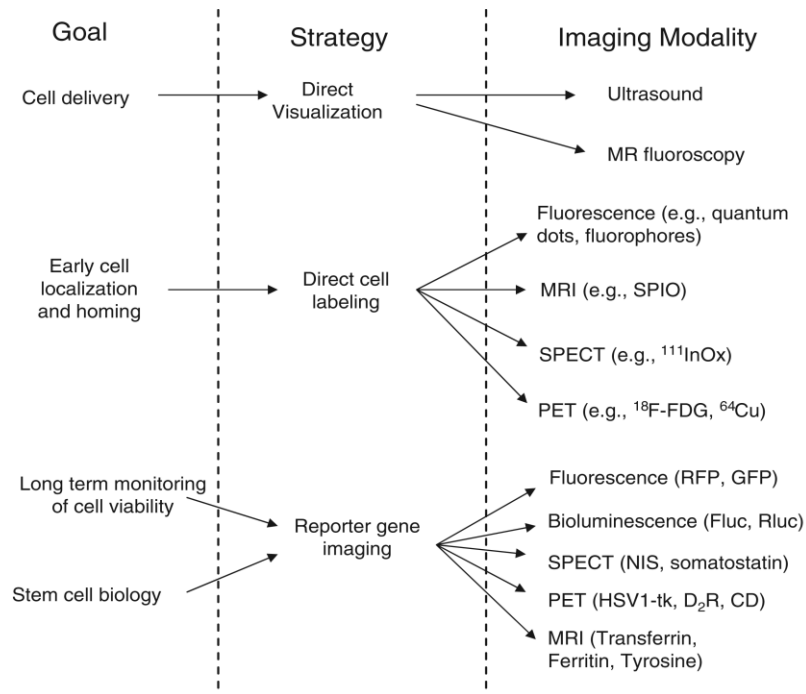 Goal
Strategy
Imaging Modality
Cell delivery
Direct
Visualization
Ultrasound
MR fluoroscopy
Early cell
localization
and homing
Direct cell
labeling
Fluorescence (e.g., quantum
dots, fluorophores)
MRI (e.g., SPIO)
SPECT (e.g., ¹¹¹InOx)
PET (e.g., ¹⁸F-FDG, ⁶⁴Cu)
Long term monitoring
of cell viability
Stem cell biology
Reporter gene
imaging
Fluorescence (RFP, GFP)
Bioluminescence (Fluc, Rluc)
SPECT (NIS, somatostatin)
PET (HSV1-tk, D₂R, CD)
MRI (Transferrin,
Ferritin, Tyrosine)